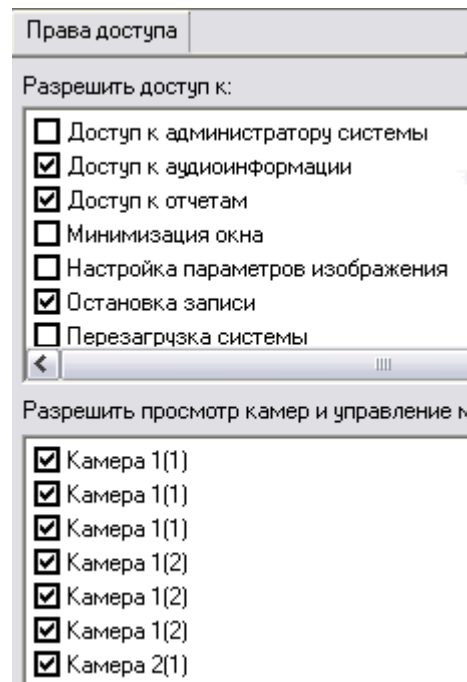 Права доступа
Разрешить доступ к:
Доступ к администратору системы
Доступ к аудиоинформации
Доступ к отчетам
Минимизация окна
Настройка параметров изображения
Остановка записи
Перезагрузка системы
Разрешить просмотр камер и управление
Камера 1(1)
Камера 1(1)
Камера 1(1)
Камера 1(2)
Камера 1(2)
Камера 1(2)
Камера 2(1)